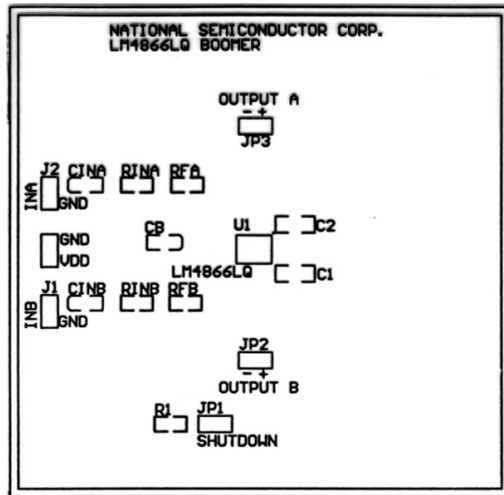 NATIONAL SEMICONDUCTOR CORP.
LM4866LQ BOOMER
OUTPUT A
- +
JP3
J2 CINA RINA RFA
INA
GND
CB U1 C2
GND
VDD
LM4866LQ C1
J1 CINB RINB RFB
INB
GND
JP2
- +
OUTPUT B
R1 JP1
SHUTDOWN